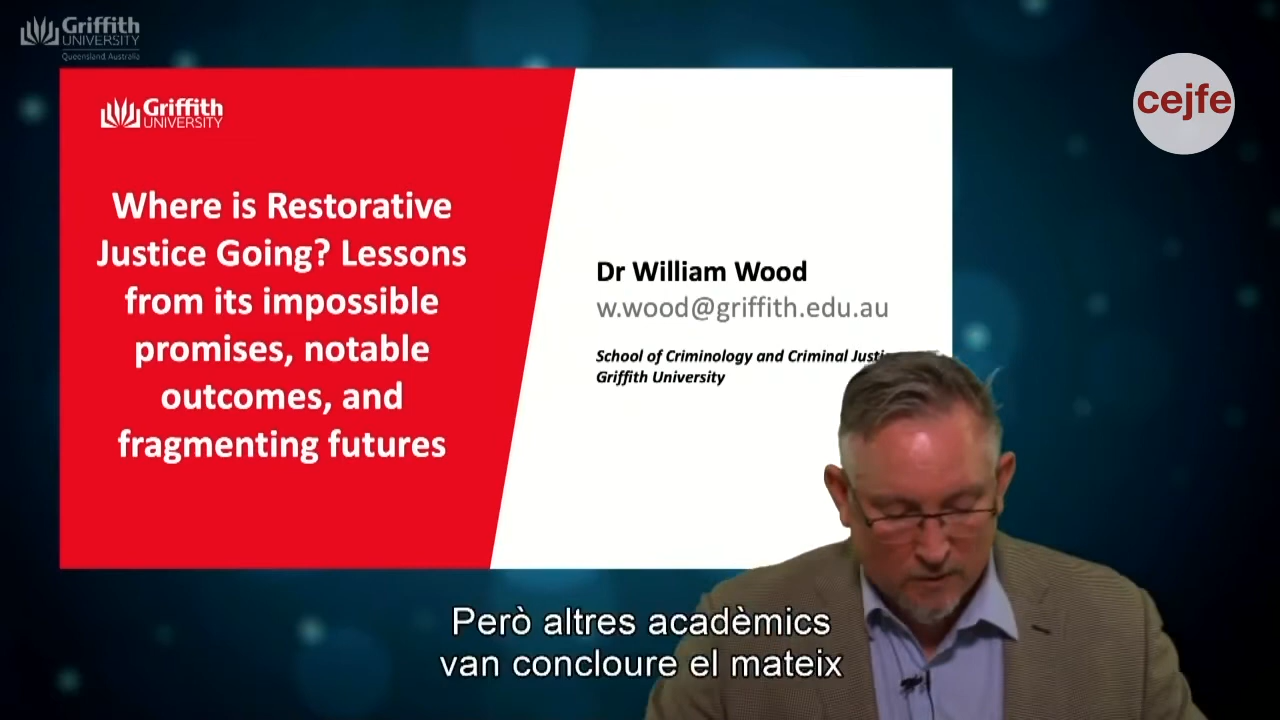 Griffith
UNIVERSITY
Queensland, Australia
cejfe
Griffith
UNIVERSITY
Where is Restorative
Justice Going? Lessons
from its impossible
promises, notable
outcomes, and
fragmenting futures
Dr William Wood
w.wood@griffith.edu.au
School of Criminology and Criminal Justi
Griffith University
Però altres acadèmics
van concloure el mateix